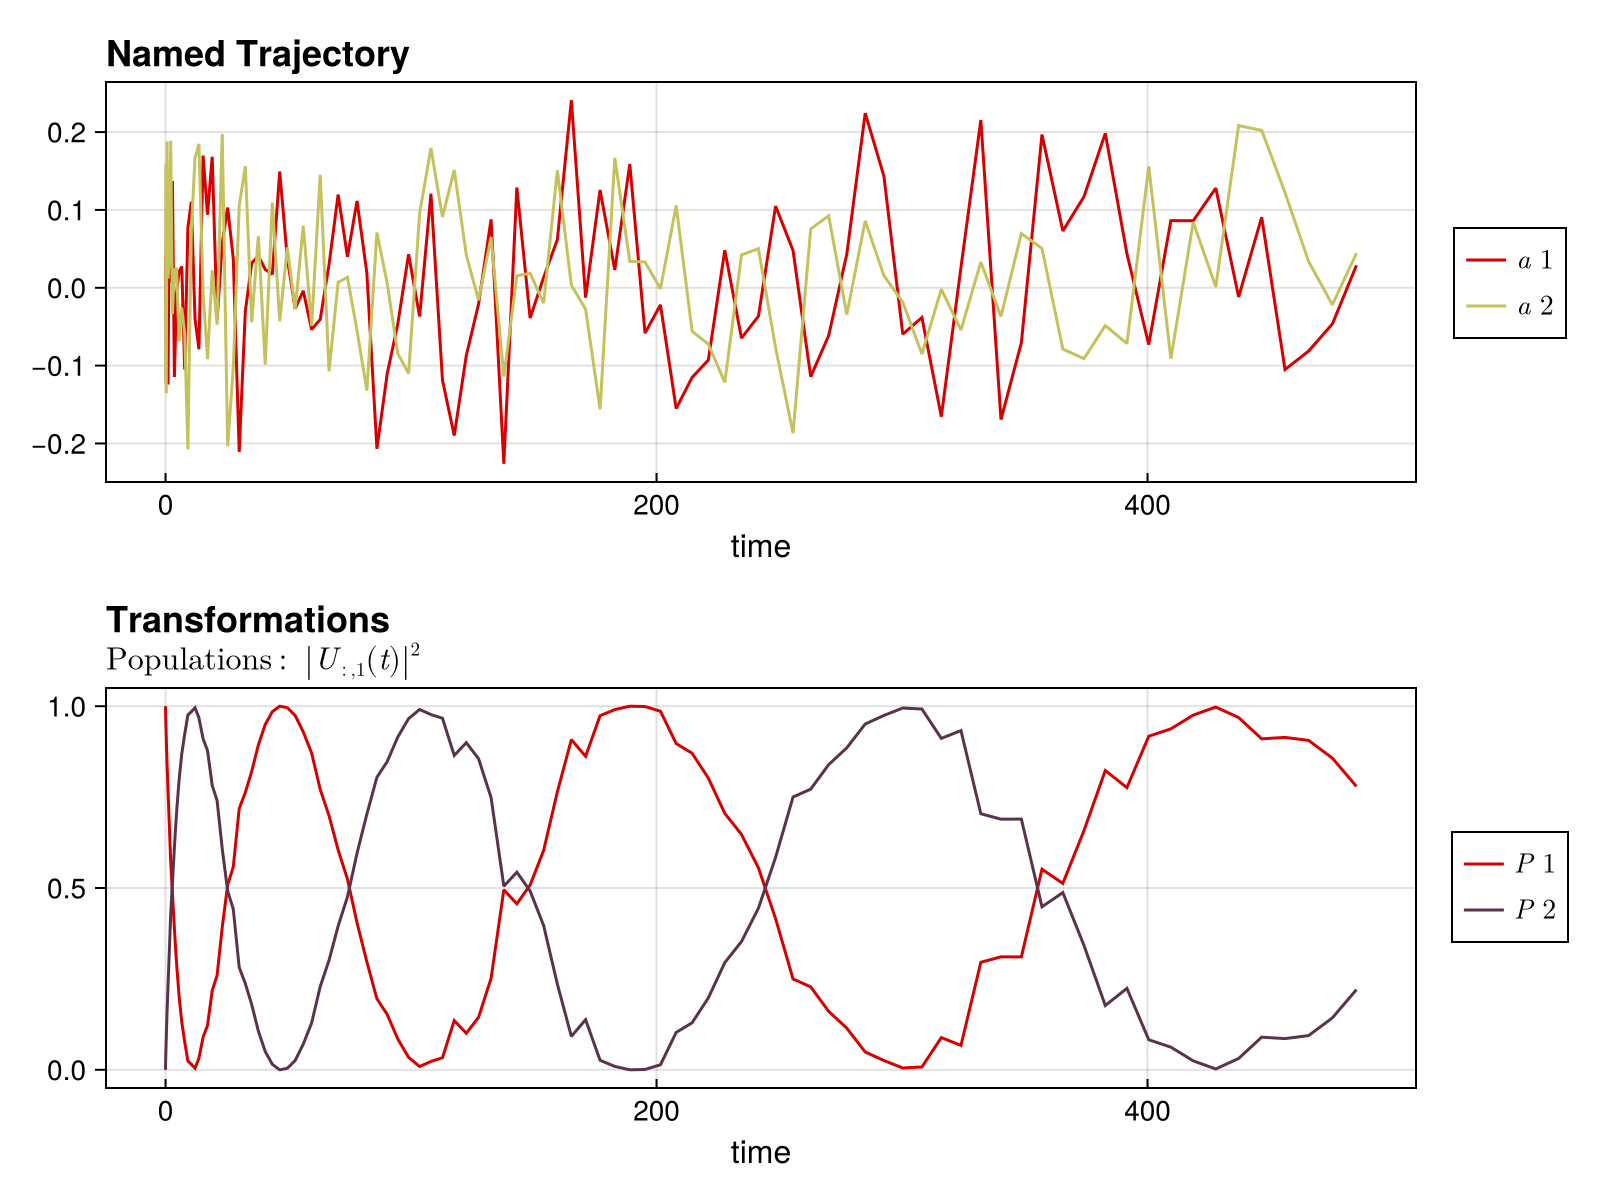 Named Trajectory
0.2
0.1
0.0
−0.1
−0.2
0
200
400
time
a 1
a 2
Transformations
Populations: |U:,1(t)|²
1.0
0.5
0.0
0
200
400
time
P 1
P 2